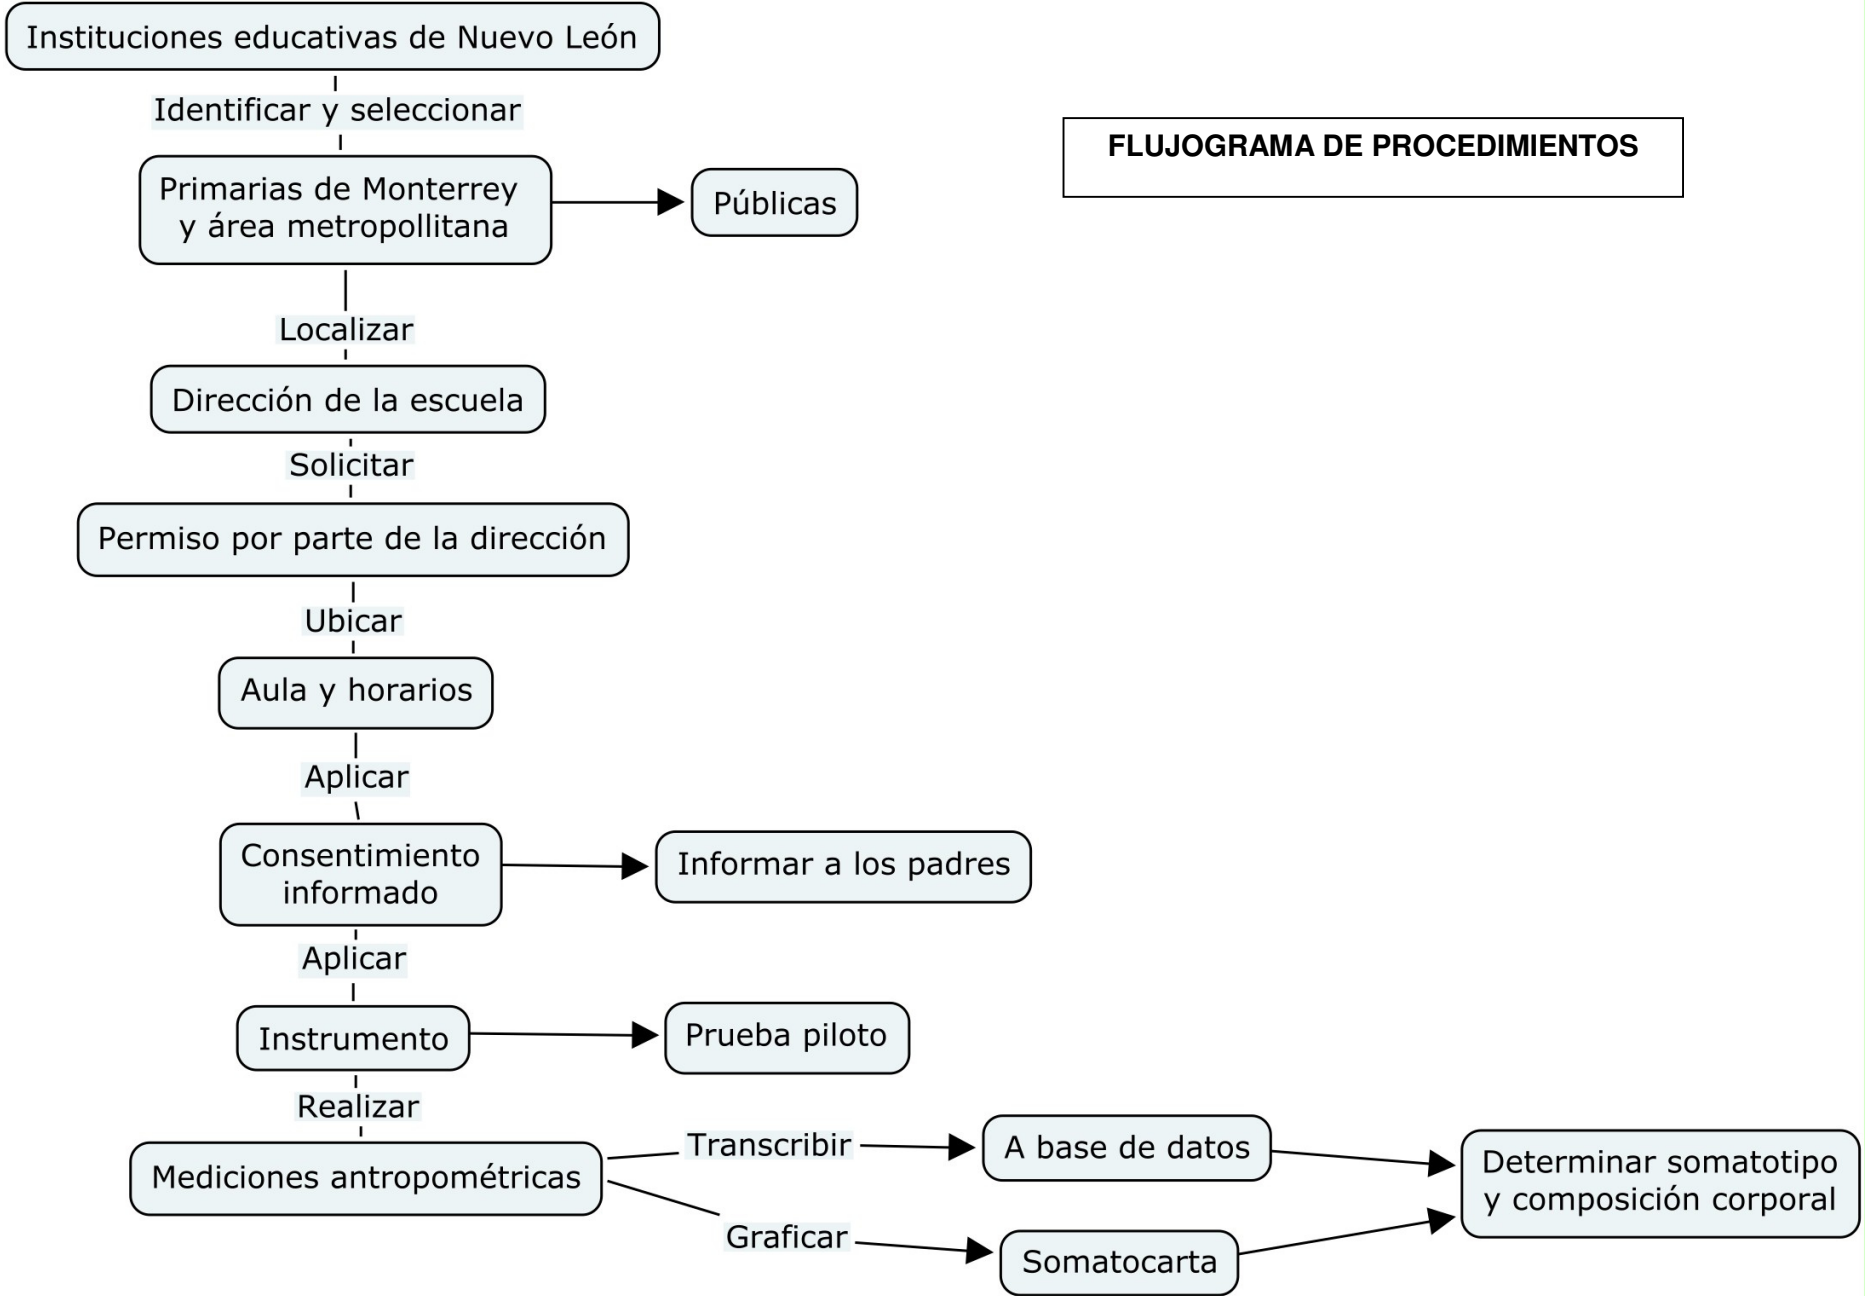 Instituciones educativas de Nuevo León
Identificar y seleccionar
FLUJOGRAMA DE PROCEDIMIENTOS
Primarias de Monterrey
y área metropollitana
Públicas
Localizar
Dirección de la escuela
Solicitar
Permiso por parte de la dirección
Ubicar
Aula y horarios
Aplicar
Consentimiento
informado
Informar a los padres
Aplicar
Instrumento
Prueba piloto
Realizar
Mediciones antropométricas
Transcribir
A base de datos
Graficar
Somatocarta
Determinar somatotipo
y composición corporal